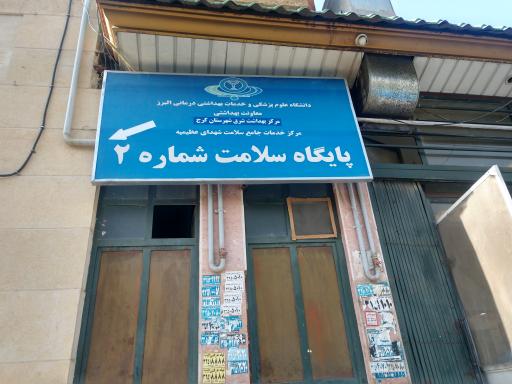 دانشگاه علوم پزشکی و خدمات بهداشتی درمانی البرز
معاونت بهداشتی
مرکز بهداشت شرق شهرستان کرج
مرکز خدمات جامع سلامت شهدای عظیمیه
پایگاه سلامت شماره ۲